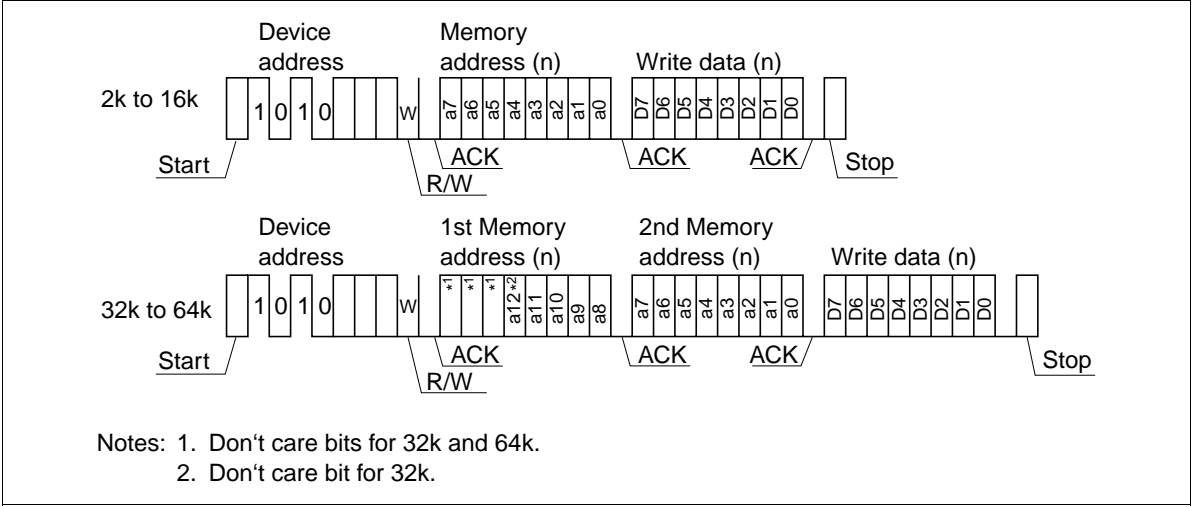 Device address
Memory address (n)
Write data (n)
2k to 16k
1 0 1 0 W a7 a6 a5 a4 a3 a2 a1 a0 D7 D6 D5 D4 D3 D2 D1 D0
Start
R/W
ACK
ACK
ACK
Stop
Device address
1st Memory address (n)
2nd Memory address (n)
Write data (n)
32k to 64k
1 0 1 0 W *1 *1 *1 a12*2 a11 a10 a9 a8 a7 a6 a5 a4 a3 a2 a1 a0 D7 D6 D5 D4 D3 D2 D1 D0
Start
R/W
ACK
ACK
ACK
Stop
Notes: 1. Don't care bits for 32k and 64k.
2. Don't care bit for 32k.